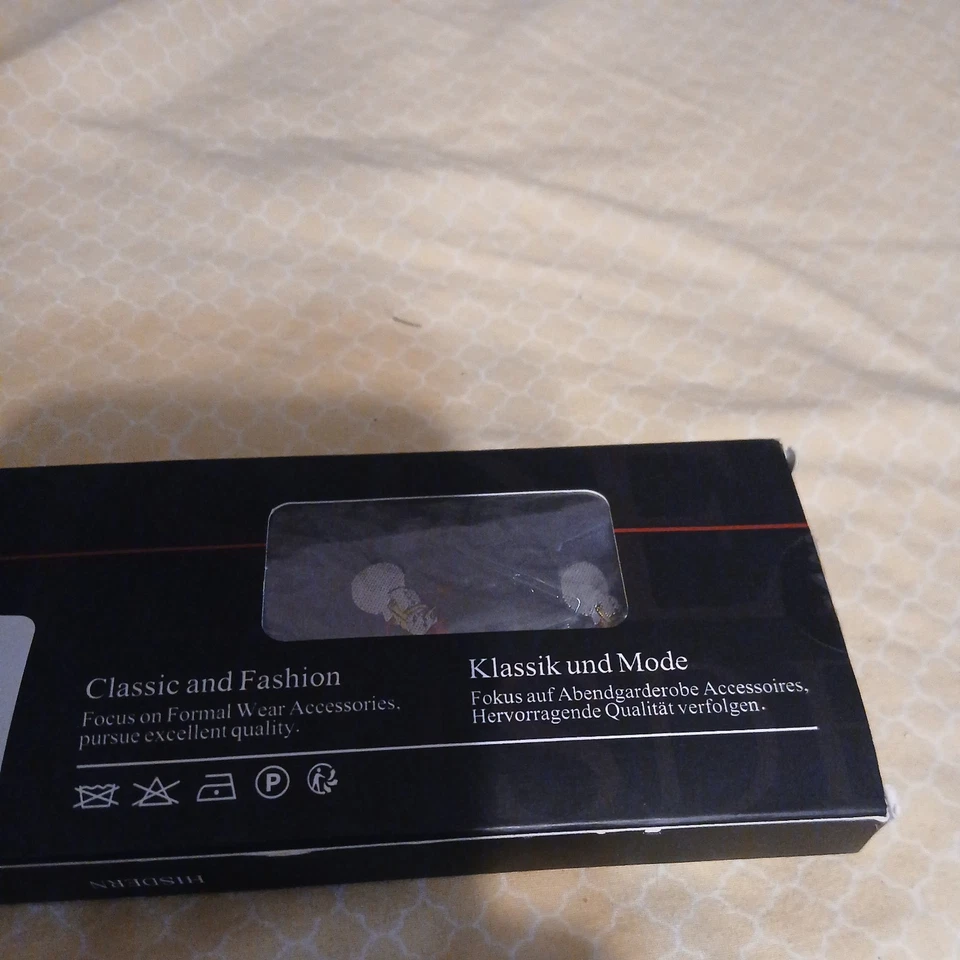 Classic and Fashion
Focus on Formal Wear Accessories,
pursue excellent quality.
Klassik und Mode
Fokus auf Abendgarderobe Accessoires,
Hervorragende Qualität verfolgen.
P
HISDERN